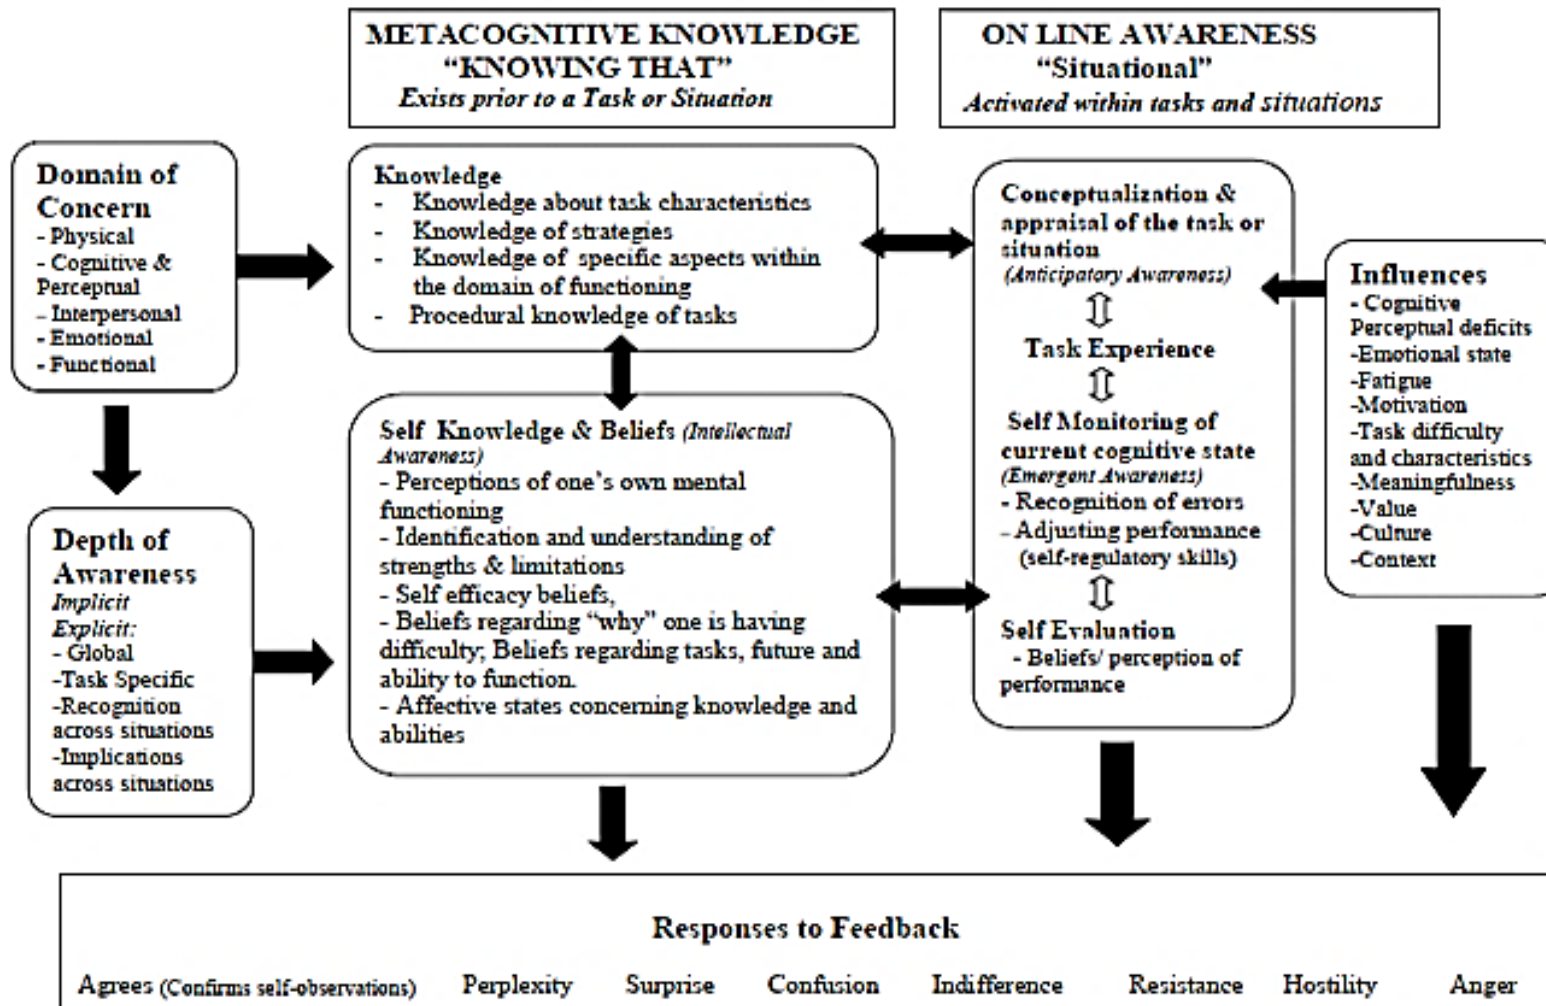 METACOGNITIVE KNOWLEDGE
“KNOWING THAT”
Exists prior to a Task or Situation
ON LINE AWARENESS
“Situational”
Activated within tasks and situations
Domain of
Concern
- Physical
- Cognitive &
Perceptual
- Interpersonal
- Emotional
- Functional
Knowledge
- Knowledge about task characteristics
- Knowledge of strategies
- Knowledge of specific aspects within
the domain of functioning
- Procedural knowledge of tasks
Conceptualization &
appraisal of the task or
situation
(Anticipatory Awareness)
Task Experience
Self Monitoring of
current cognitive state
(Emergent Awareness)
- Recognition of errors
- Adjusting performance
(self-regulatory skills)
Self Evaluation
- Beliefs/ perception of
performance
Influences
- Cognitive
Perceptual deficits
-Emotional state
-Fatigue
-Motivation
-Task difficulty
and characteristics
-Meaningfulness
-Value
-Culture
-Context
Depth of
Awareness
Implicit
Explicit:
- Global
-Task Specific
-Recognition
across situations
-Implications
across situations
Self Knowledge & Beliefs (Intellectual
Awareness)
- Perceptions of one’s own mental
functioning
- Identification and understanding of
strengths & limitations
- Self efficacy beliefs,
- Beliefs regarding “why” one is having
difficulty; Beliefs regarding tasks, future and
ability to function.
- Affective states concerning knowledge and
abilities
Responses to Feedback
Agrees (Confirms self-observations) Perplexity Surprise Confusion Indifference Resistance Hostility Anger